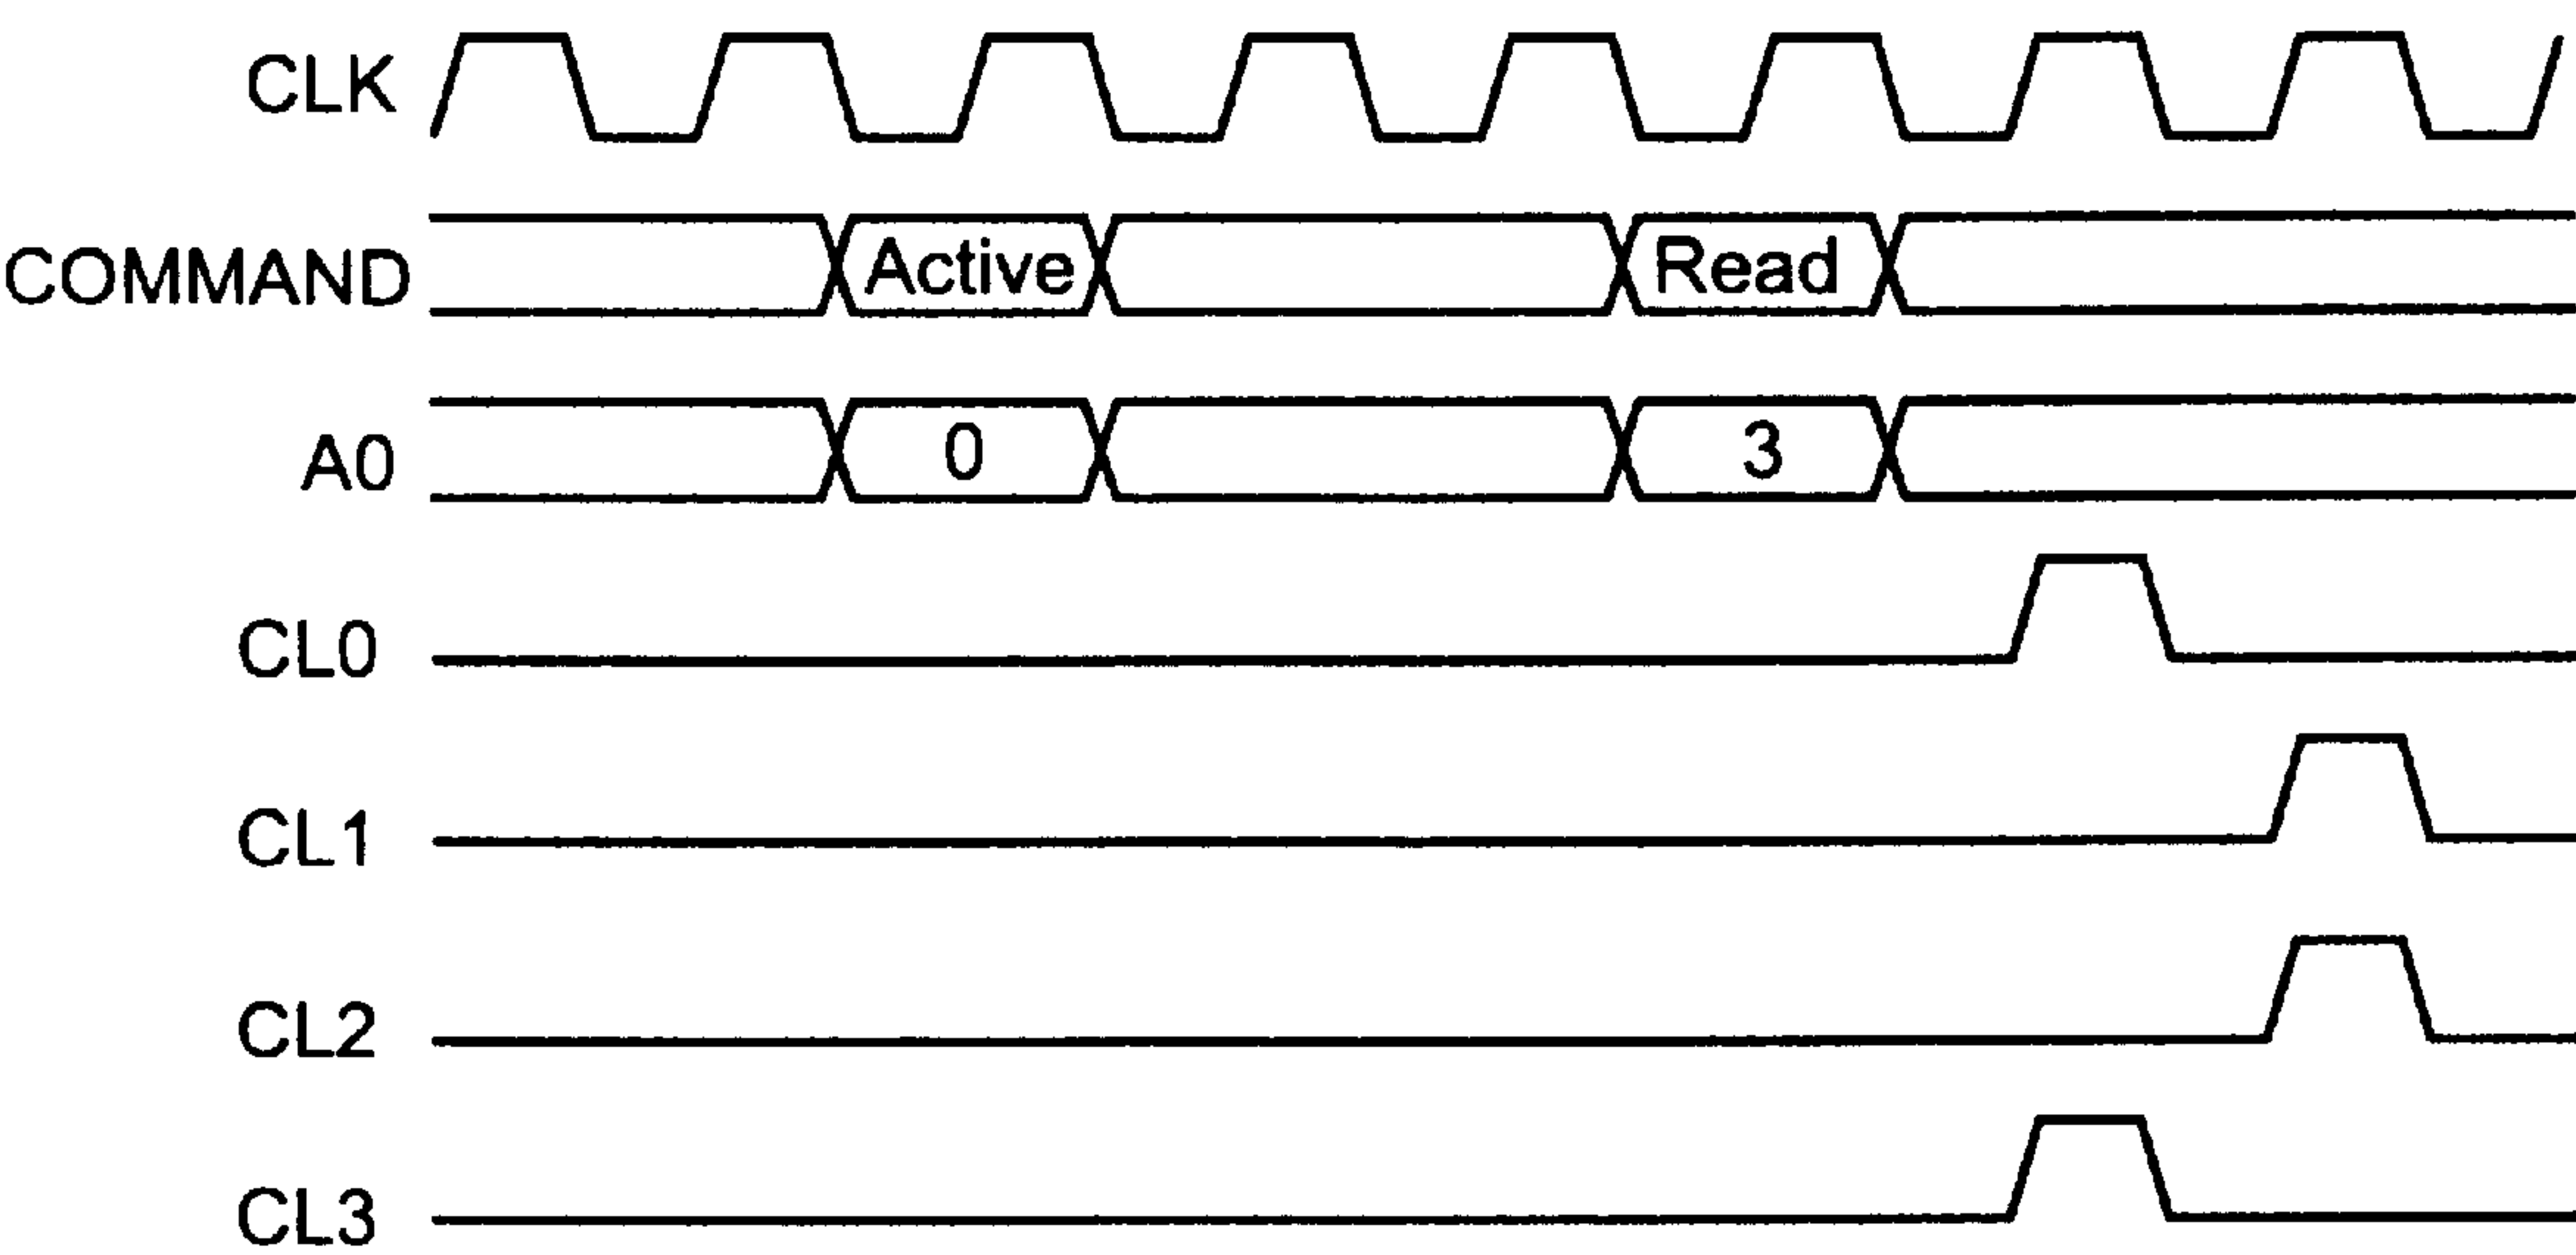 CLK
COMMAND Active Read
A0 0 3
CL0
CL1
CL2
CL3